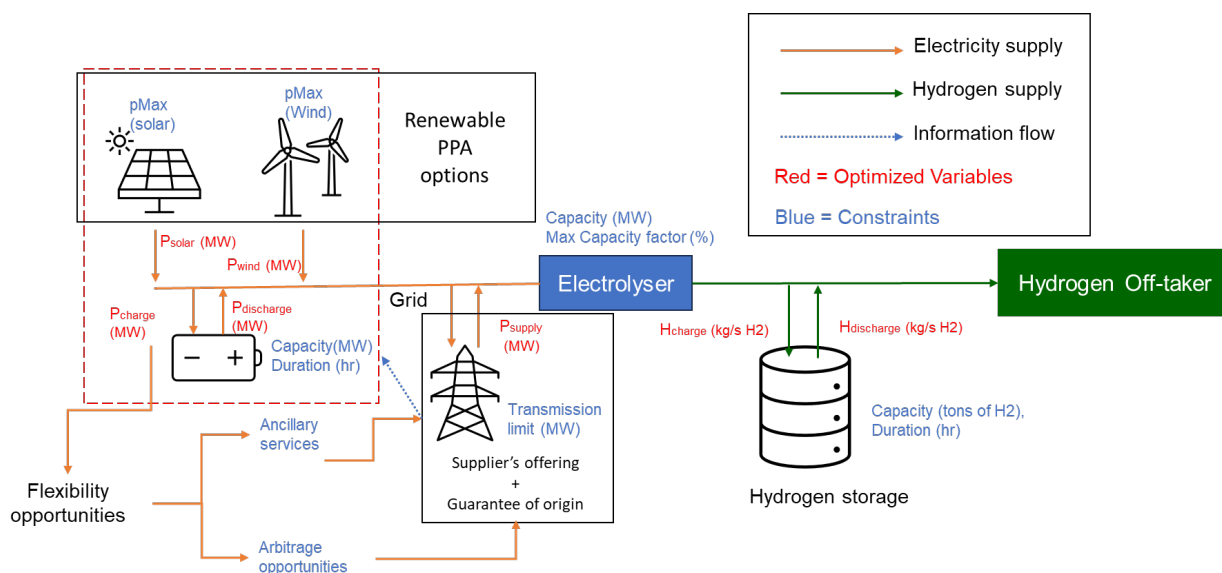 Electricity supply
Hydrogen supply
Information flow
Red = Optimized Variables
Blue = Constraints
pMax
(solar)
pMax
(Wind)
Renewable
PPA
options
Psolar (MW)
Pwind (MW)
Capacity (MW)
Max Capacity factor (%)
Electrolyser
Hydrogen Off-taker
Grid
Pcharge
(MW)
Pdischarge
(MW)
Capacity(MW)
Duration (hr)
Psupply
(MW)
Hcharge (kg/s H2)
Hdischarge (kg/s H2)
Transmission
limit (MW)
Supplier’s offering
+
Guarantee of origin
Capacity (tons of H2),
Duration (hr)
Hydrogen storage
Ancillary
services
Flexibility
opportunities
Arbitrage
opportunities